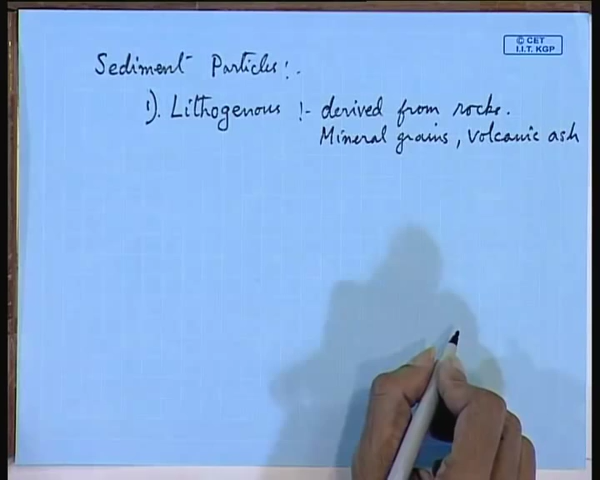 © CET
I.I.T. KGP
Sediment Particles :-
1). Lithogenous :- derived from rocks.
Mineral grains, Volcanic ash